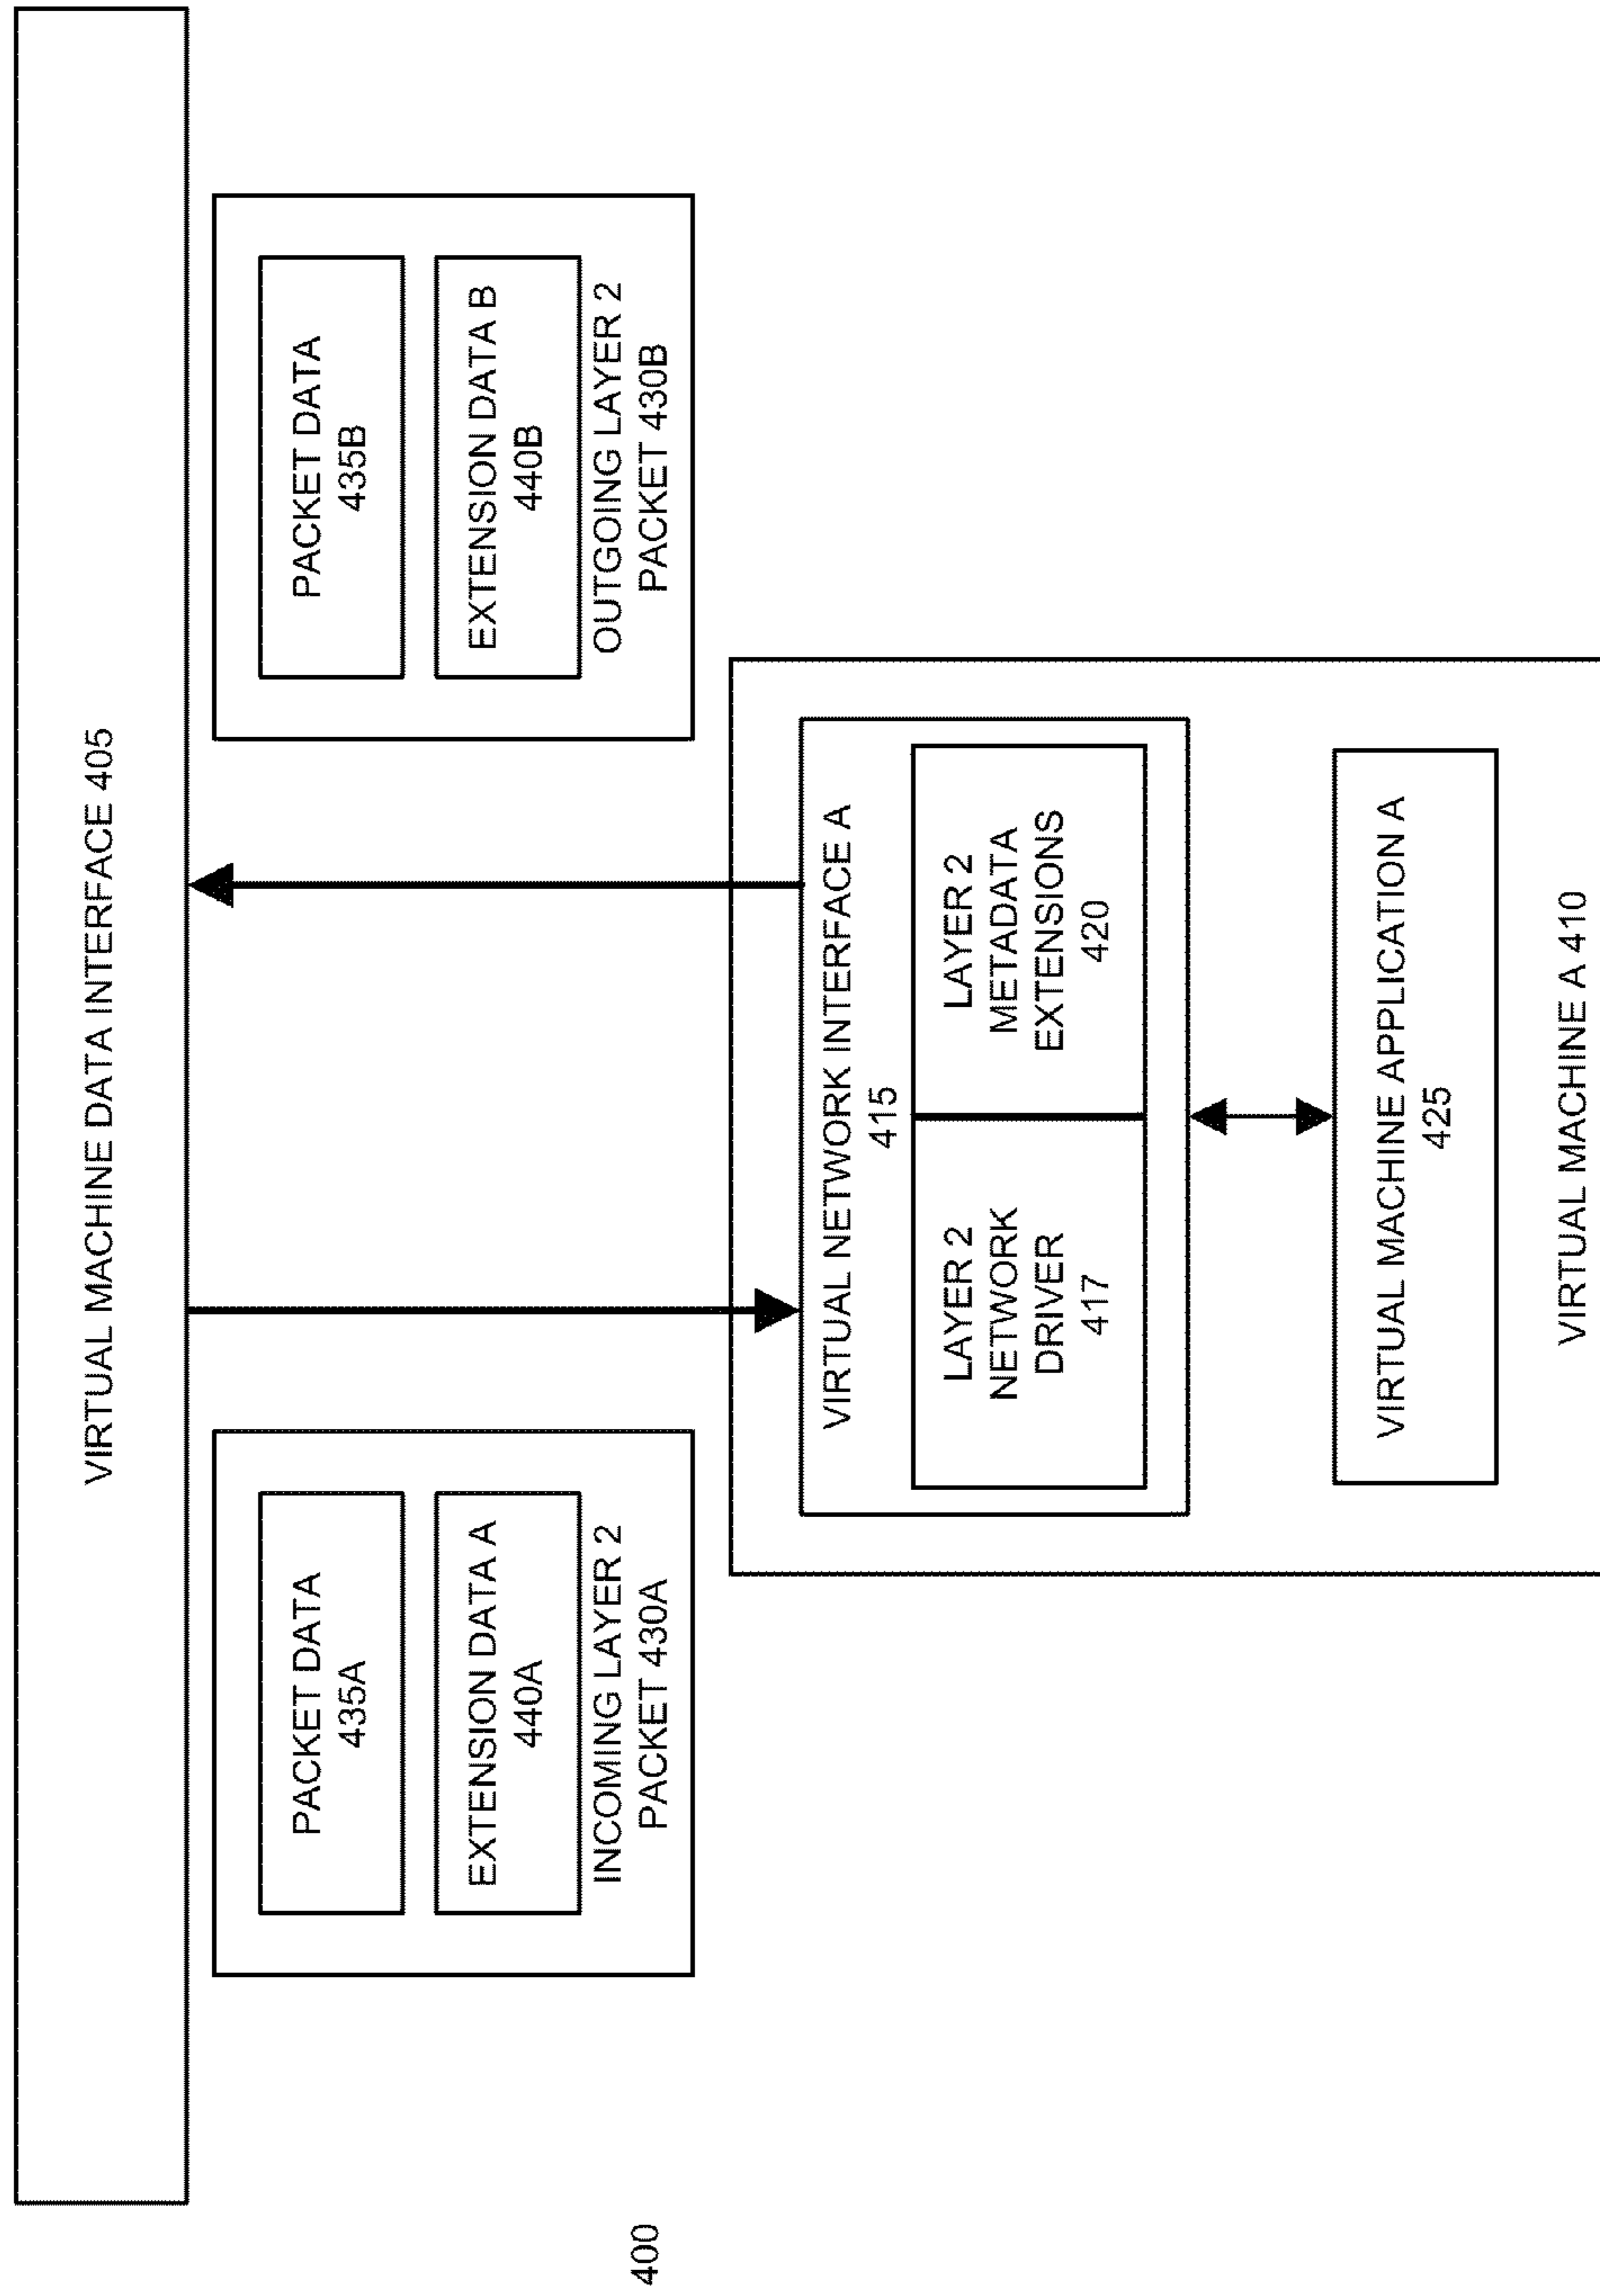 VIRTUAL MACHINE DATA INTERFACE 405
PACKET DATA
435A
EXTENSION DATA A
440A
INCOMING LAYER 2
PACKET 430A
PACKET DATA
435B
EXTENSION DATA B
440B
OUTGOING LAYER 2
PACKET 430B
400
VIRTUAL NETWORK INTERFACE A
415
LAYER 2
NETWORK
DRIVER
417
LAYER 2
METADATA
EXTENSIONS
420
VIRTUAL MACHINE APPLICATION A
425
VIRTUAL MACHINE A 410